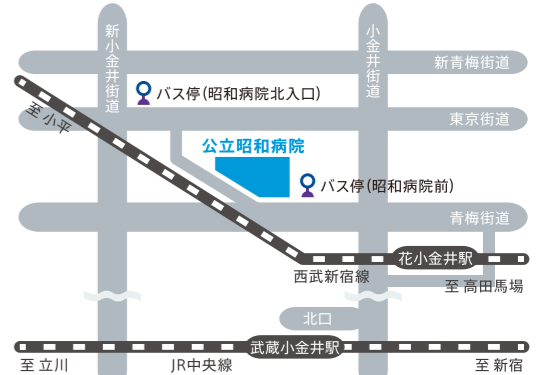 新小金井街道
小金井街道
新青梅街道
バス停(昭和病院北入口)
至 小平
東京街道
公立昭和病院
バス停(昭和病院前)
青梅街道
花小金井駅
西武新宿線
至 高田馬場
北口
武蔵小金井駅
至 立川
JR中央線
至 新宿